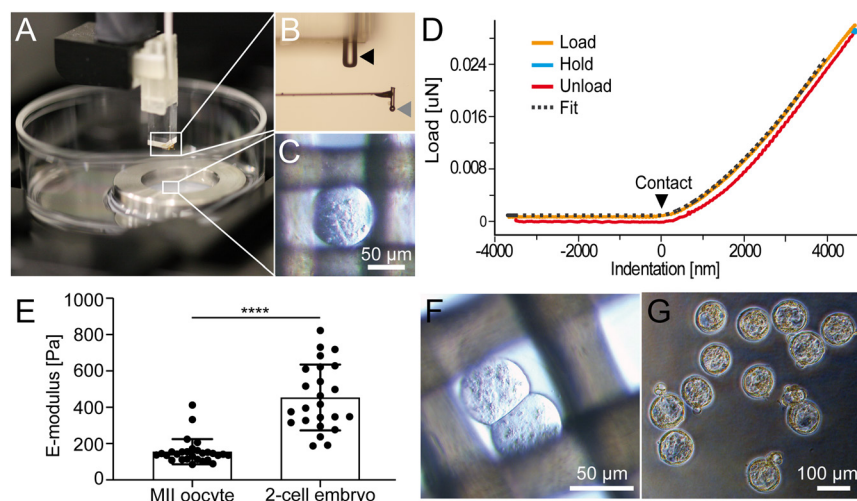 A
B
C
50 µm
D
Load
Hold
Unload
Fit
Contact
Load [uN]
0.024
0.016
0.008
0
-4000
-2000
0
2000
4000
Indentation [nm]
E
****
E-modulus [Pa]
1000
800
600
400
200
0
MII oocyte
2-cell embryo
F
50 µm
G
100 µm